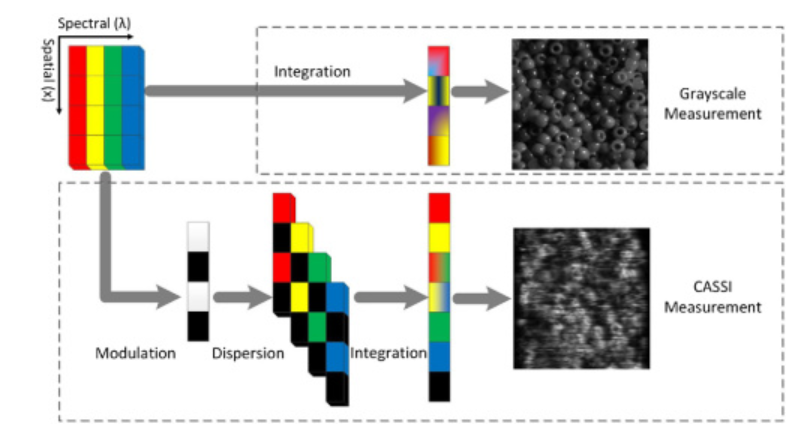 Spectral (λ)
Spatial (x)
Integration
Grayscale
Measurement
Modulation
Dispersion
Integration
CASSI
Measurement